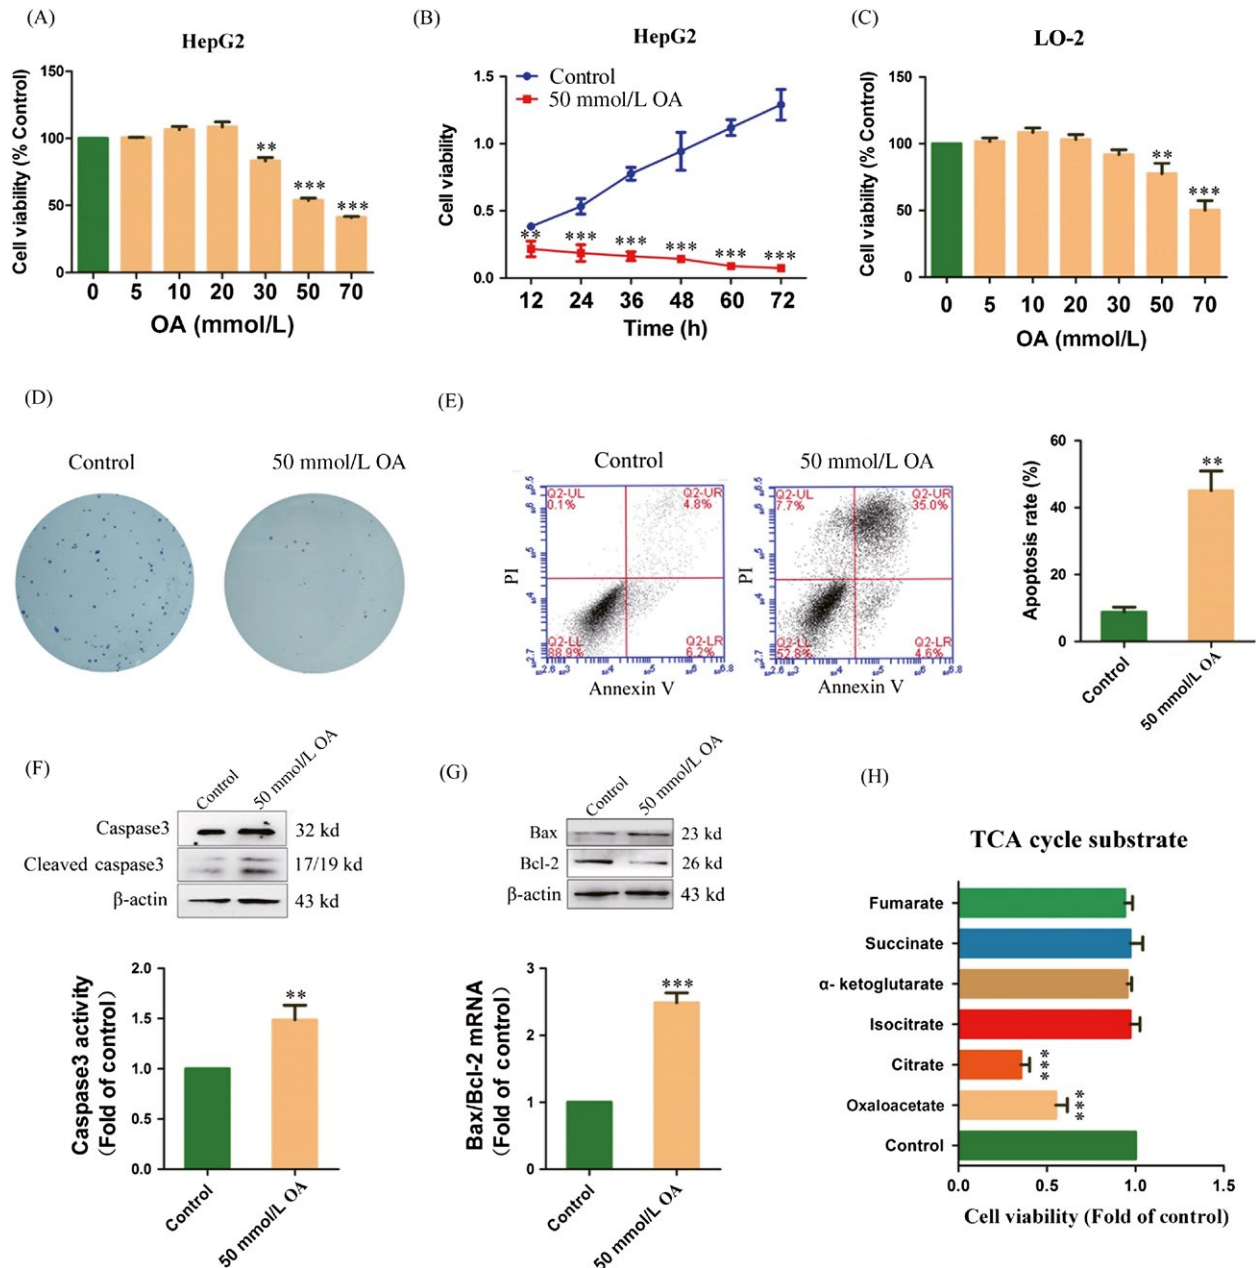 (A)
HepG2
Cell viability (% Control)
150
100
50
0
**
***
***
0 5 10 20 30 50 70
OA (mmol/L)
(B)
HepG2
Control
50 mmol/L OA
Cell viability
1.5
1.0
0.5
0.0
** *** *** *** *** ***
12 24 36 48 60 72
Time (h)
(C)
LO-2
Cell viability (% Control)
150
100
50
0
**
***
0 5 10 20 30 50 70
OA (mmol/L)
(D)
Control
50 mmol/L OA
(E)
Control
PI
Q2-UL
0.1%
Q2-UR
4.8%
Q2-LL
88.9%
Q2-LR
6.2%
Annexin V
50 mmol/L OA
PI
Q2-UL
7.7%
Q2-UR
35.0%
Q2-LL
52.8%
Q2-LR
4.6%
Annexin V
Apoptosis rate (%)
60
40
20
0
**
Control
50 mmol/L OA
(F)
Control
50 mmol/L OA
Caspase3 32 kd
Cleaved caspase3 17/19 kd
β-actin 43 kd
Caspase3 activity
(Fold of control)
2.0
1.5
1.0
0.5
0.0
**
Control
50 mmol/L OA
(G)
Control
50 mmol/L OA
Bax 23 kd
Bcl-2 26 kd
β-actin 43 kd
Bax/Bcl-2 mRNA
(Fold of control)
3
2
1
0
***
Control
50 mmol/L OA
(H)
TCA cycle substrate
Fumarate
Succinate
α- ketoglutarate
Isocitrate
Citrate ***
Oxaloacetate ***
Control
0.0 0.5 1.0 1.5
Cell viability (Fold of control)